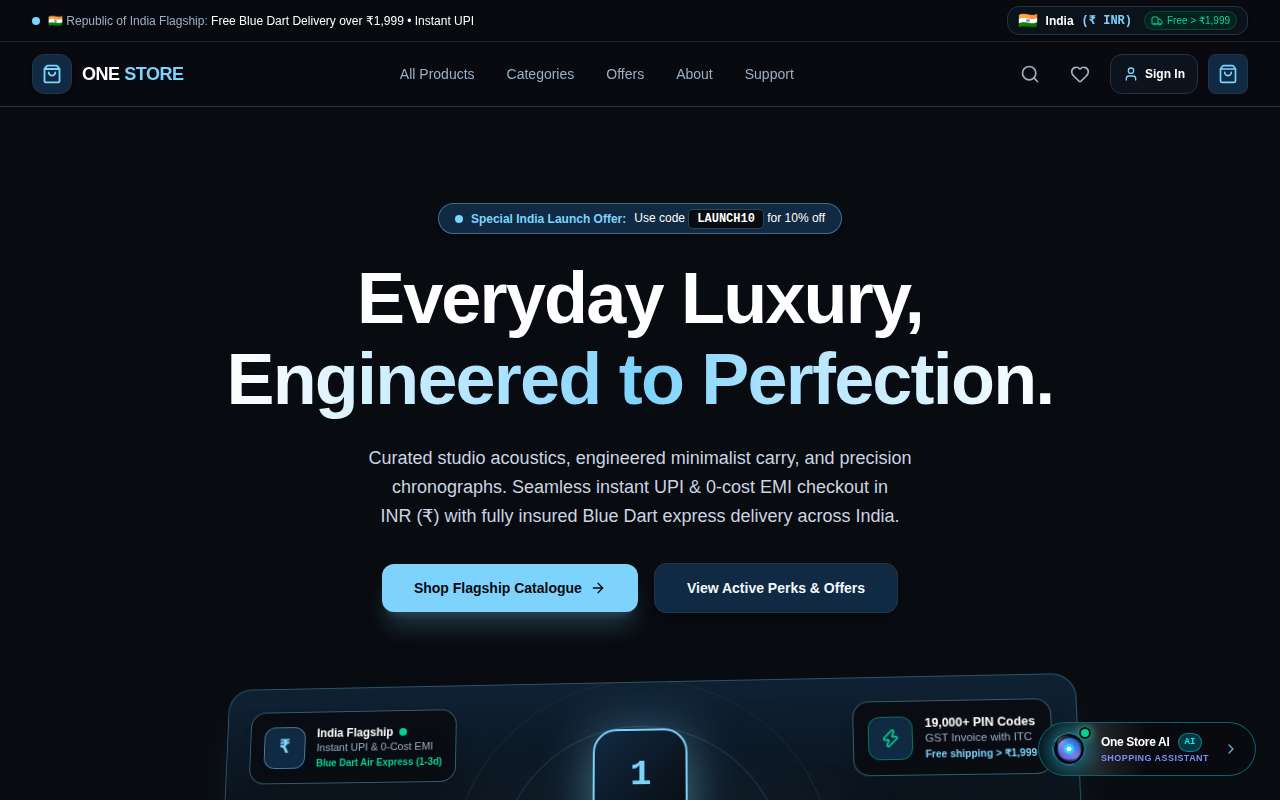 🇮🇳 Republic of India Flagship: Free Blue Dart Delivery over ₹1,999 • Instant UPI
🇮🇳 India (₹ INR) Free > ₹1,999
ONE STORE
All Products Categories Offers About Support
Sign In
Special India Launch Offer: Use code LAUNCH10 for 10% off
Everyday Luxury,
Engineered to Perfection.
Curated studio acoustics, engineered minimalist carry, and precision
chronographs. Seamless instant UPI & 0-cost EMI checkout in
INR (₹) with fully insured Blue Dart express delivery across India.
Shop Flagship Catalogue
View Active Perks & Offers
₹
India Flagship
Instant UPI & 0-Cost EMI
Blue Dart Air Express (1-3d)
1
19,000+ PIN Codes
GST Invoice with ITC
Free shipping > ₹1,999
One Store AI AI
SHOPPING ASSISTANT